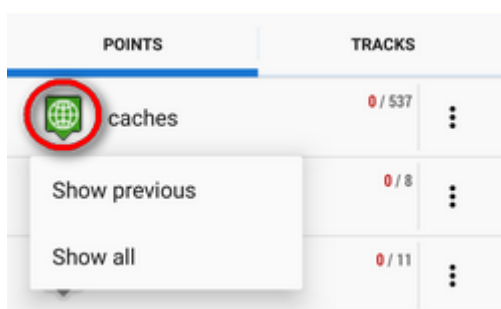 POINTS TRACKS
caches 0 / 537
Show previous 0 / 8
Show all 0 / 11